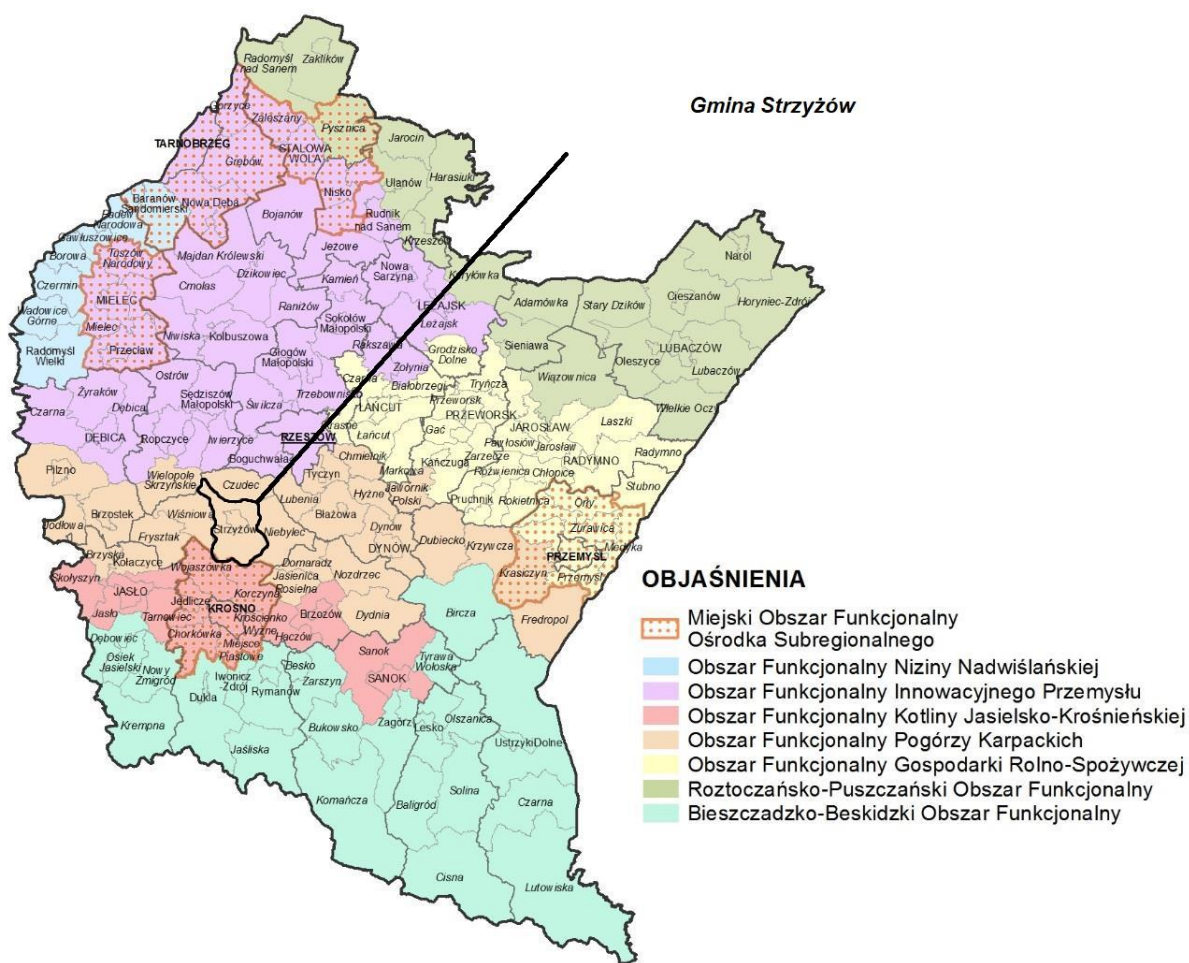 Gmina Strzyżów
Radomyśl
nad Sanem
Zaklików
Gorzyce
Zaleszany
Pysznica
TARNOBRZEG
STALOWA
WOLA
Jarocin
Grębów
Ulanów
Harasiuki
Baranów
Sandomierski
Nowa Dęba
Nisko
Rudnik
nad Sanem
Padew
Narodowa
Bojanów
Gawłuszowice
Krzeszów
Borowa
Tuszów
Narodowy
Majdan Królewski
Jeżowe
Narol
Dzikowiec
Nowa
Sarzyna
Kuryłówka
Czermin
Cmolas
Kamień
Cieszanów
MIELEC
Raniżów
LEŻAJSK
Adamówka
Stary Dzików
Horyniec-Zdrój
Wadowice
Górne
Mielec
Sokołów
Małopolski
Leżajsk
Niwiska
Kolbuszowa
Sieniawa
LUBACZÓW
Radomyśl
Wielki
Przecław
Głogów
Małopolski
Rakszawa
Grodzisko
Dolne
Oleszyce
Lubaczów
Żołynia
Ostrów
Wiązownica
Żyraków
Sędziszów
Małopolski
Czarna
Tryńcza
Białobrzegi
Czarna
Dębica
Świlcza
Trzebownisko
Przeworsk
Wielkie Oczy
ŁAŃCUT
PRZEWORSK
Laszki
DĘBICA
Ropczyce
Iwierzyce
Krasne
JAROSŁAW
RZESZÓW
Łańcut
Gać
Pawłosiów
Jarosław
Radymno
Boguchwała
Chmielnik
Zarzecze
RADYMNO
Pilzno
Wielopole
Skrzyńskie
Tyczyn
Markowa
Kańczuga
Roźwienica
Chłopice
Czudec
Jawornik
Polski
Stubno
Lubenia
Hyżne
Pruchnik
Rokietnica
Orły
Brzostek
Wiśniowa
Błażowa
Strzyżów
Żurawica
Jodłowa
Niebylec
Dynów
Dubiecko
Krzywcza
Medyka
Frysztak
DYNÓW
PRZEMYŚL
Brzyska
Kołaczyce
Wojaszówka
Domaradz
Krasiczyn
Skołyszyn
Jasienica
Rosielna
Nozdrzec
Przemyśl
JASŁO
Jedlicze
Korczyna
Bircza
KROSNO
Brzozów
Dydnia
Fredropol
Jasło
Tarnowiec
Krościenko
Wyżne
Haczów
Chorkówka
Dębowiec
Miejsce
Piastowe
Sanok
Tyrawa
Wołoska
Osiek
Jasielski
Nowy
Żmigród
Besko
SANOK
Iwonicz
-Zdrój
Zarszyn
Dukla
Rymanów
Zagórz
Lesko
Olszanica
Krempna
Bukowsko
Jaśliska
UstrzykiDolne
Komańcza
Baligród
Solina
Czarna
Cisna
Lutowiska
OBJAŚNIENIA
Miejski Obszar Funkcjonalny
Ośrodka Subregionalnego
Obszar Funkcjonalny Niziny Nadwiślańskiej
Obszar Funkcjonalny Innowacyjnego Przemysłu
Obszar Funkcjonalny Kotliny Jasielsko-Krośnieńskiej
Obszar Funkcjonalny Pogórzy Karpackich
Obszar Funkcjonalny Gospodarki Rolno-Spożywczej
Roztoczańsko-Puszczański Obszar Funkcjonalny
Bieszczadzko-Beskidzki Obszar Funkcjonalny